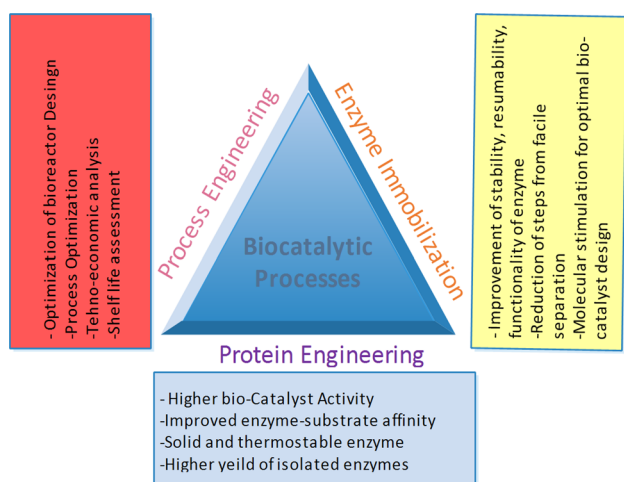 - Optimization of bioreactor Desingn
-Process Optimization
-Tehno-economic analysis
-Shelf life assessment
Process Engineering
Enzyme Immobilization
Biocatalytic
Processes
Protein Engineering
- Improvement of stability, resumability,
functionality of enzyme
-Reduction of steps from facile
separation
-Molecular stimulation for optimal bio-
catalyst design
- Higher bio-Catalyst Activity
-Improved enzyme-substrate affinity
-Solid and thermostable enzyme
-Higher yeild of isolated enzymes